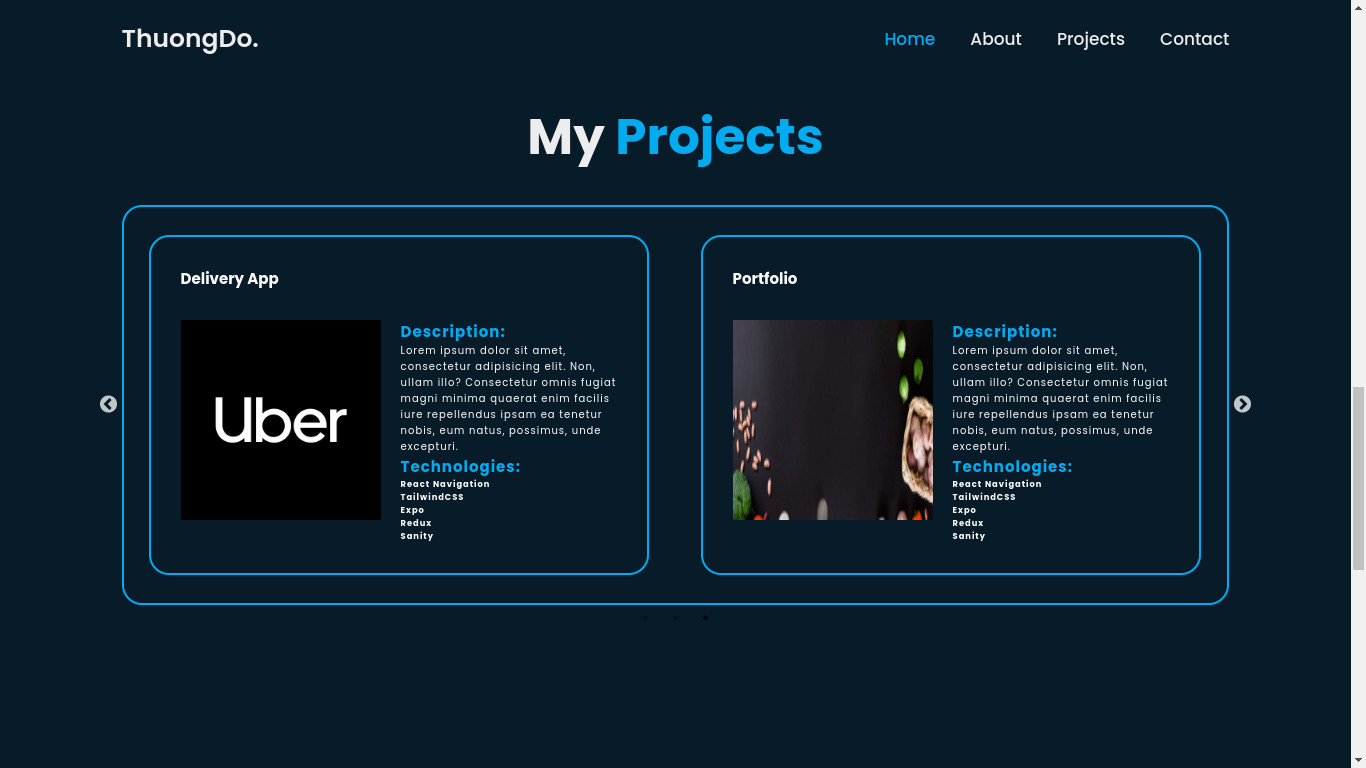 ThuongDo.
Home About Projects Contact
My Projects
Delivery App
Uber
Description:
Lorem ipsum dolor sit amet,
consectetur adipisicing elit. Non,
ullam illo? Consectetur omnis fugiat
magni minima quaerat enim facilis
iure repellendus ipsam ea tenetur
nobis, eum natus, possimus, unde
excepturi.
Technologies:
React Navigation
TailwindCSS
Expo
Redux
Sanity
Portfolio
Description:
Lorem ipsum dolor sit amet,
consectetur adipisicing elit. Non,
ullam illo? Consectetur omnis fugiat
magni minima quaerat enim facilis
iure repellendus ipsam ea tenetur
nobis, eum natus, possimus, unde
excepturi.
Technologies:
React Navigation
TailwindCSS
Expo
Redux
Sanity